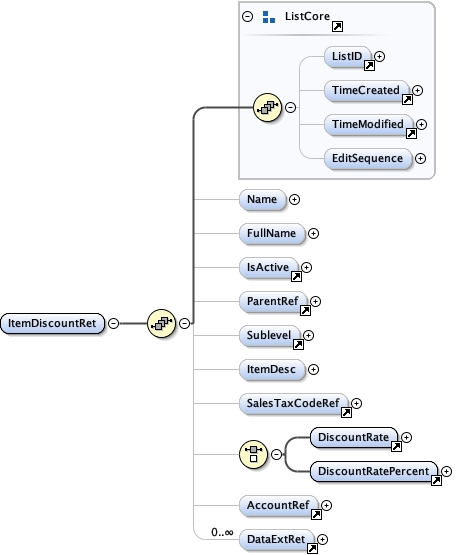 ListCore
ListID
TimeCreated
TimeModified
EditSequence
Name
FullName
IsActive
ParentRef
ItemDiscountRet
Sublevel
ItemDesc
SalesTaxCodeRef
DiscountRate
DiscountRatePercent
AccountRef
0..∞
DataExtRet